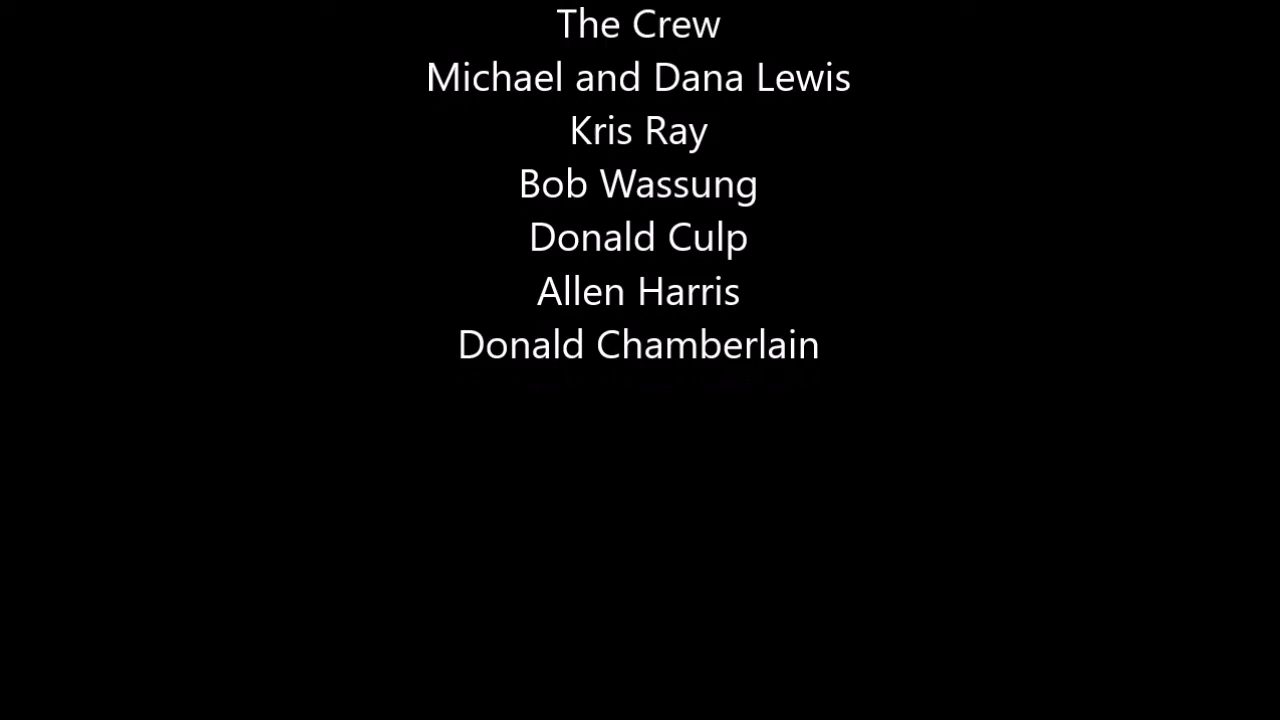 The Crew
Michael and Dana Lewis
Kris Ray
Bob Wassung
Donald Culp
Allen Harris
Donald Chamberlain